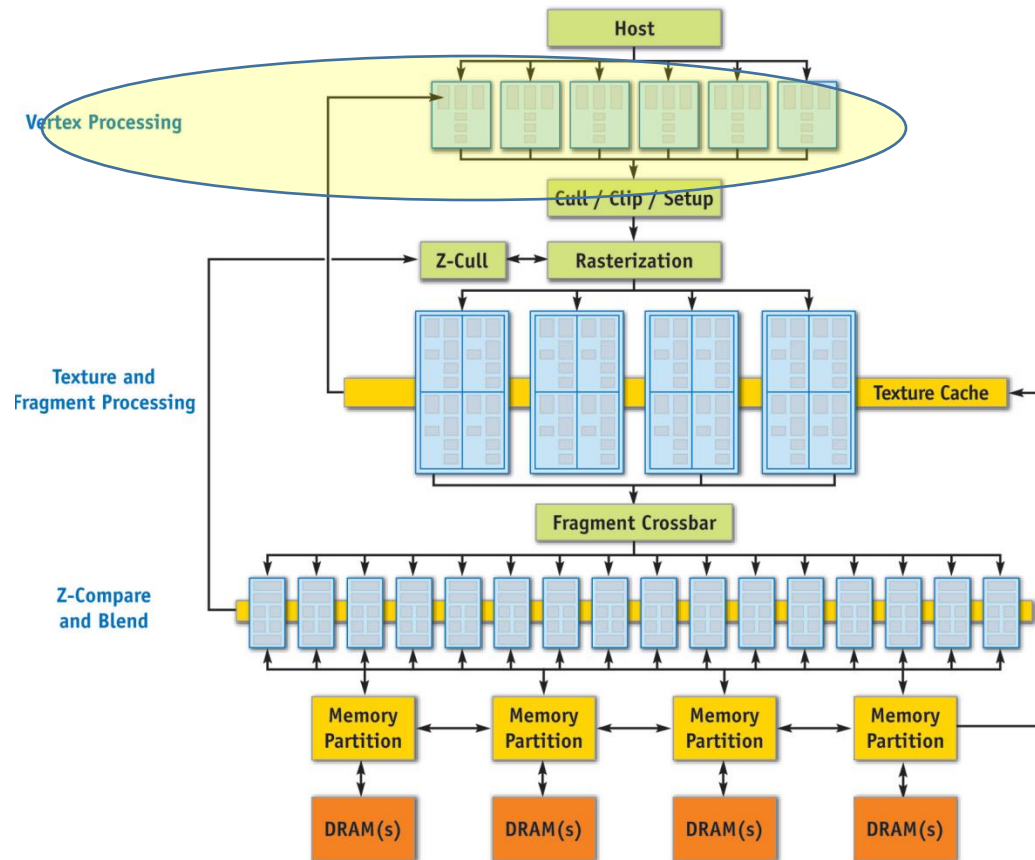 Host
Vertex Processing
Cull / Clip / Setup
Z-Cull
Rasterization
Texture and
Fragment Processing
Texture Cache
Fragment Crossbar
Z-Compare
and Blend
Memory
Partition
Memory
Partition
Memory
Partition
Memory
Partition
DRAM(s)
DRAM(s)
DRAM(s)
DRAM(s)